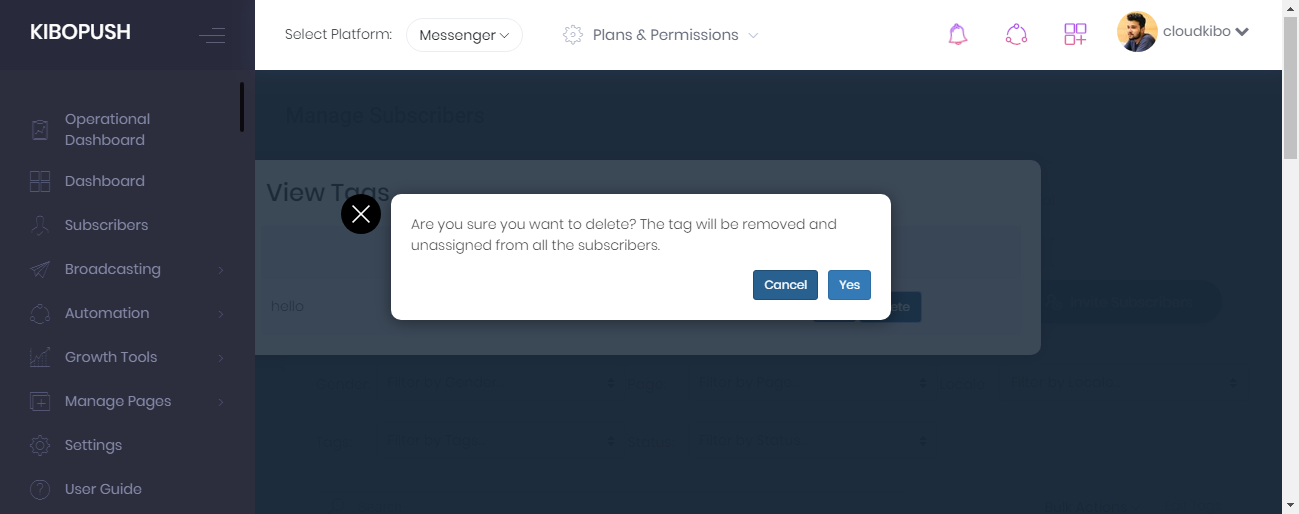 KIBOPUSH
Select Platform:
Messenger
Plans & Permissions
cloudkibo
Operational
Dashboard
Dashboard
Subscribers
Broadcasting
Automation
Growth Tools
Manage Pages
Settings
User Guide
Manage Subscribers
View Tags
Are you sure you want to delete? The tag will be removed and
unassigned from all the subscribers.
Cancel
Yes
hello